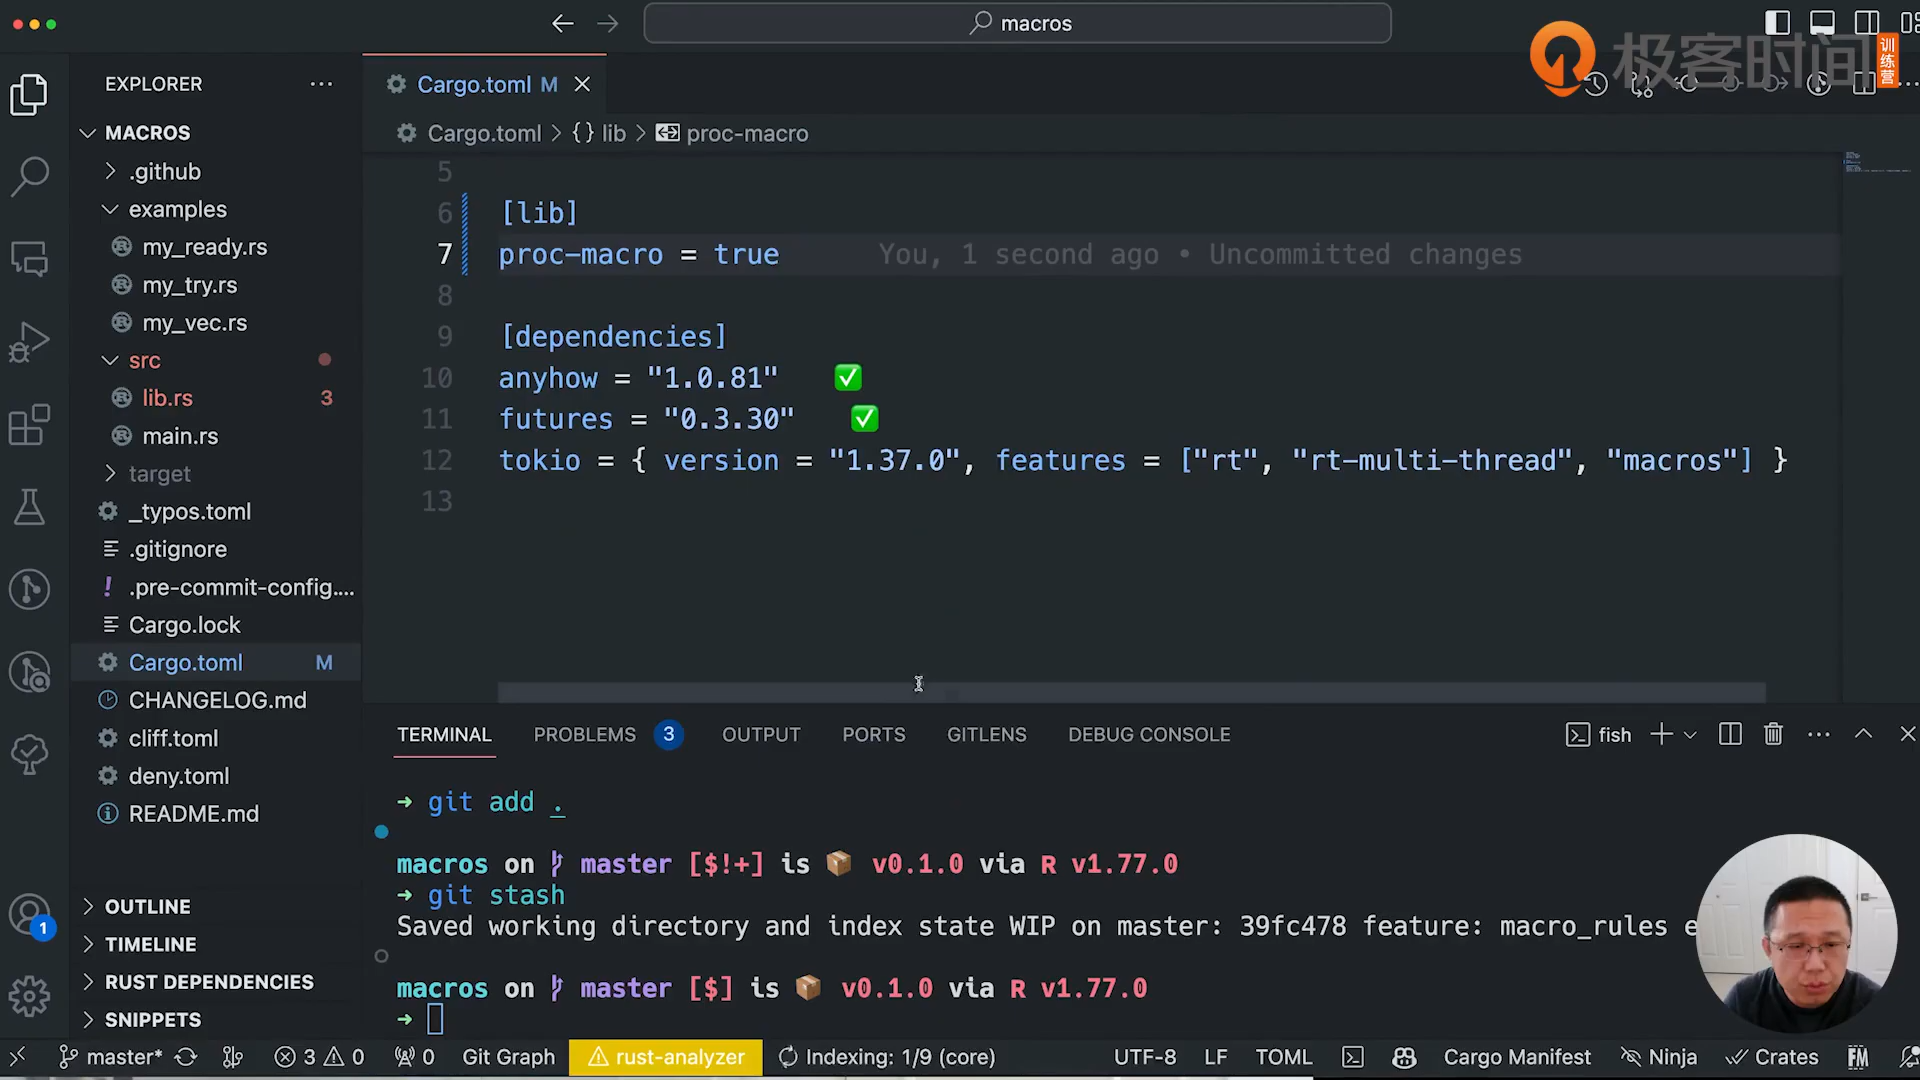 macros
极客时间
训练营
EXPLORER
Cargo.toml M
MACROS
Cargo.toml > {} lib > proc-macro
.github
examples
my_ready.rs
my_try.rs
my_vec.rs
src
lib.rs 3
main.rs
target
_typos.toml
.gitignore
.pre-commit-config....
Cargo.lock
Cargo.toml M
CHANGELOG.md
cliff.toml
deny.toml
README.md
OUTLINE
TIMELINE
RUST DEPENDENCIES
SNIPPETS
1
5
6 [lib]
7 proc-macro = true You, 1 second ago • Uncommitted changes
8
9 [dependencies]
10 anyhow = "1.0.81" ✅
11 futures = "0.3.30" ✅
12 tokio = { version = "1.37.0", features = ["rt", "rt-multi-thread", "macros"] }
13
TERMINAL PROBLEMS 3 OUTPUT PORTS GITLENS DEBUG CONSOLE fish
→ git add .
macros on master [$!+] is 📦 v0.1.0 via R v1.77.0
→ git stash
Saved working directory and index state WIP on master: 39fc478 feature: macro_rules e
macros on master [$] is 📦 v0.1.0 via R v1.77.0
→
master* 3 0 0 Git Graph rust-analyzer Indexing: 1/9 (core) UTF-8 LF TOML Cargo Manifest Ninja Crates FM